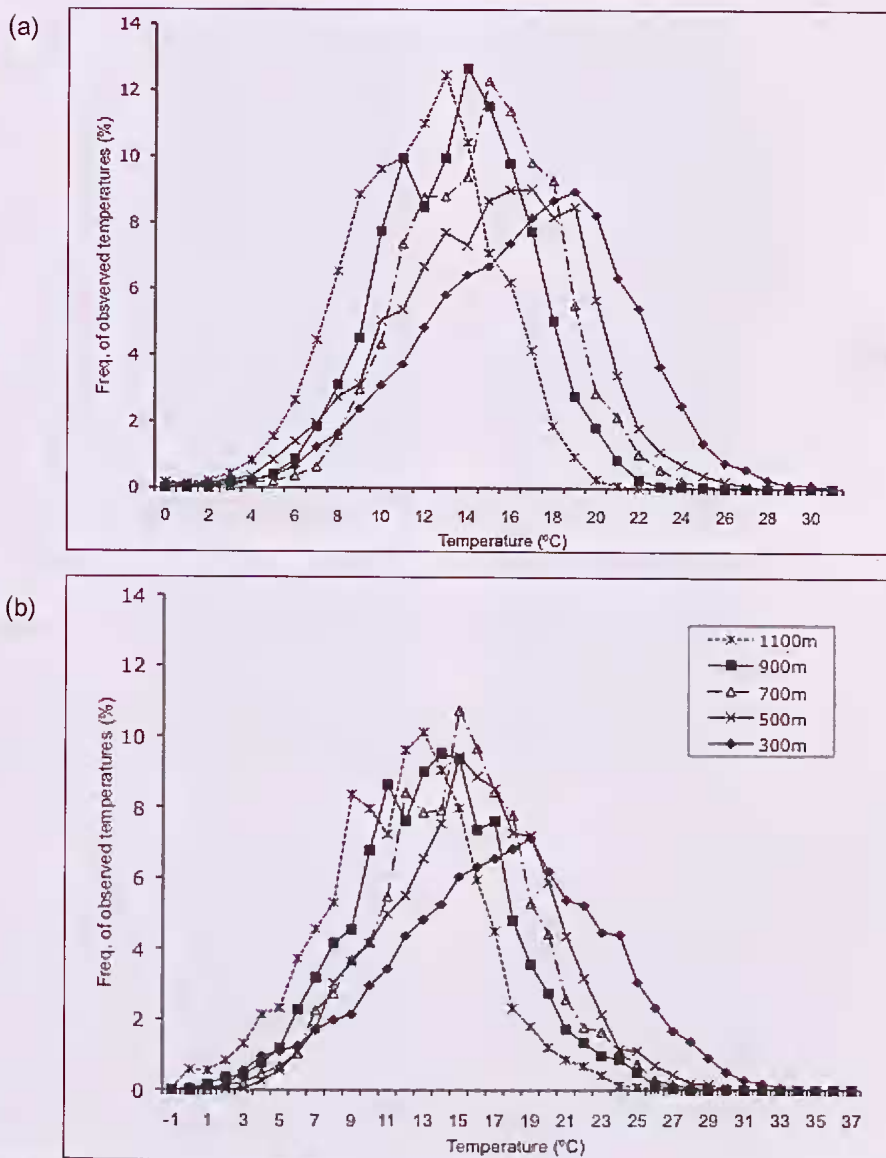 (a)
14
12
10
8
6
4
2
0
Freq. of obsverved temperatures (%)
0 2 4 6 8 10 12 14 16 18 20 22 24 26 28 30
Temperature (ºC)
(b)
14
12
10
8
6
4
2
0
Freq. of observed temperatures (%)
1100m
900m
700m
500m
300m
-1 1 3 5 7 9 11 13 15 17 19 21 23 25 27 29 31 33 35 37
Temperature (ºC)